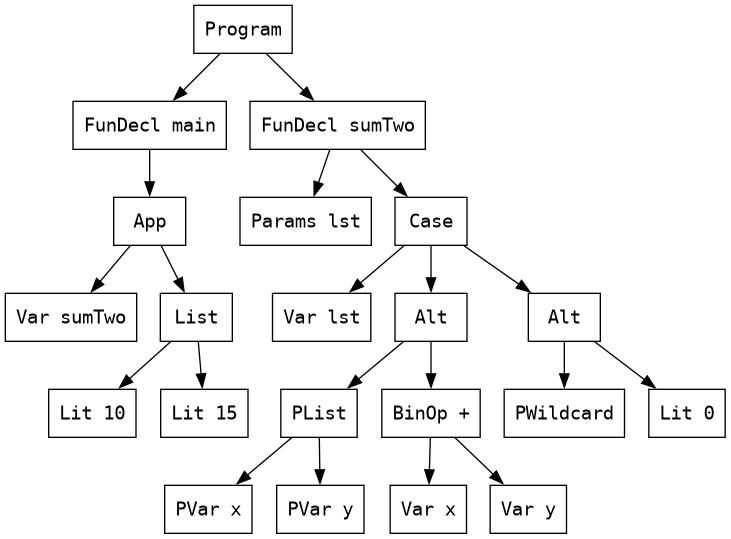 Program
FunDecl main
FunDecl sumTwo
App
Params lst
Case
Var sumTwo
List
Var lst
Alt
Alt
Lit 10
Lit 15
PList
BinOp +
PWildcard
Lit 0
PVar x
PVar y
Var x
Var y